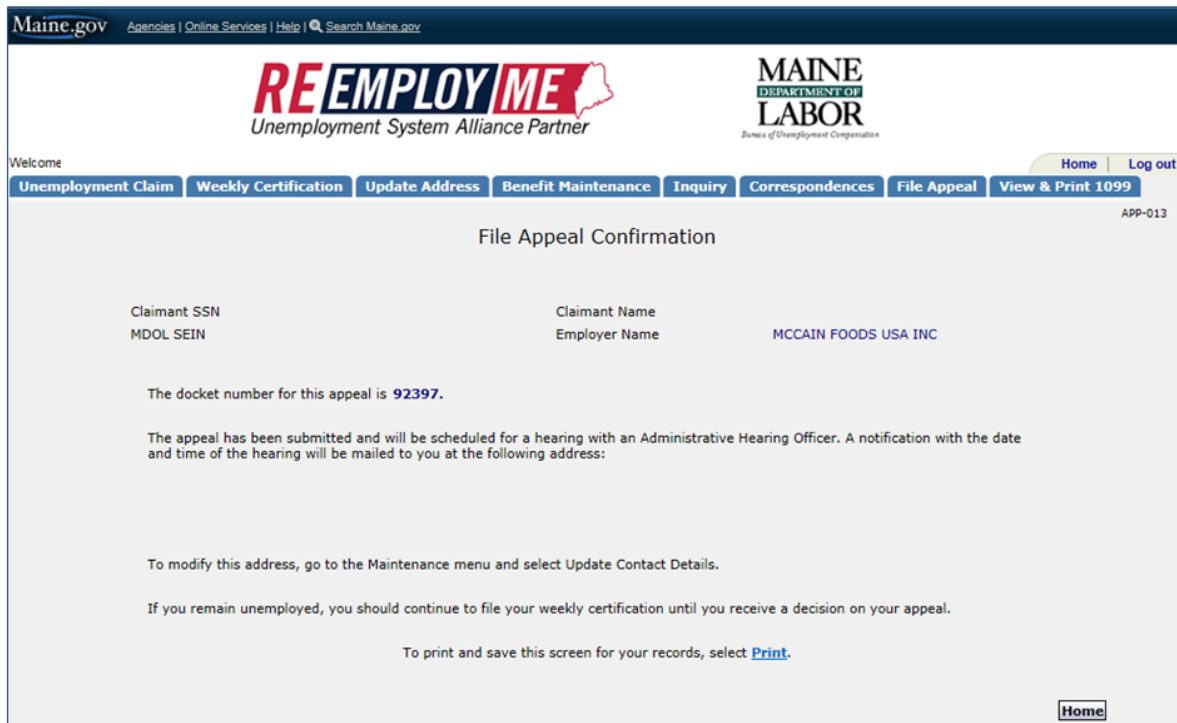 Maine.gov Agencies | Online Services | Help | Search Maine.gov
REEMPLOYME
Unemployment System Alliance Partner
MAINE
DEPARTMENT OF
LABOR
Bureau of Unemployment Compensation
Welcome
Home | Log out
Unemployment Claim Weekly Certification Update Address Benefit Maintenance Inquiry Correspondences File Appeal View & Print 1099
APP-013
File Appeal Confirmation
Claimant SSN Claimant Name
MDOL SEIN Employer Name MCCAIN FOODS USA INC
The docket number for this appeal is 92397.
The appeal has been submitted and will be scheduled for a hearing with an Administrative Hearing Officer. A notification with the date
and time of the hearing will be mailed to you at the following address:
To modify this address, go to the Maintenance menu and select Update Contact Details.
If you remain unemployed, you should continue to file your weekly certification until you receive a decision on your appeal.
To print and save this screen for your records, select Print.
Home